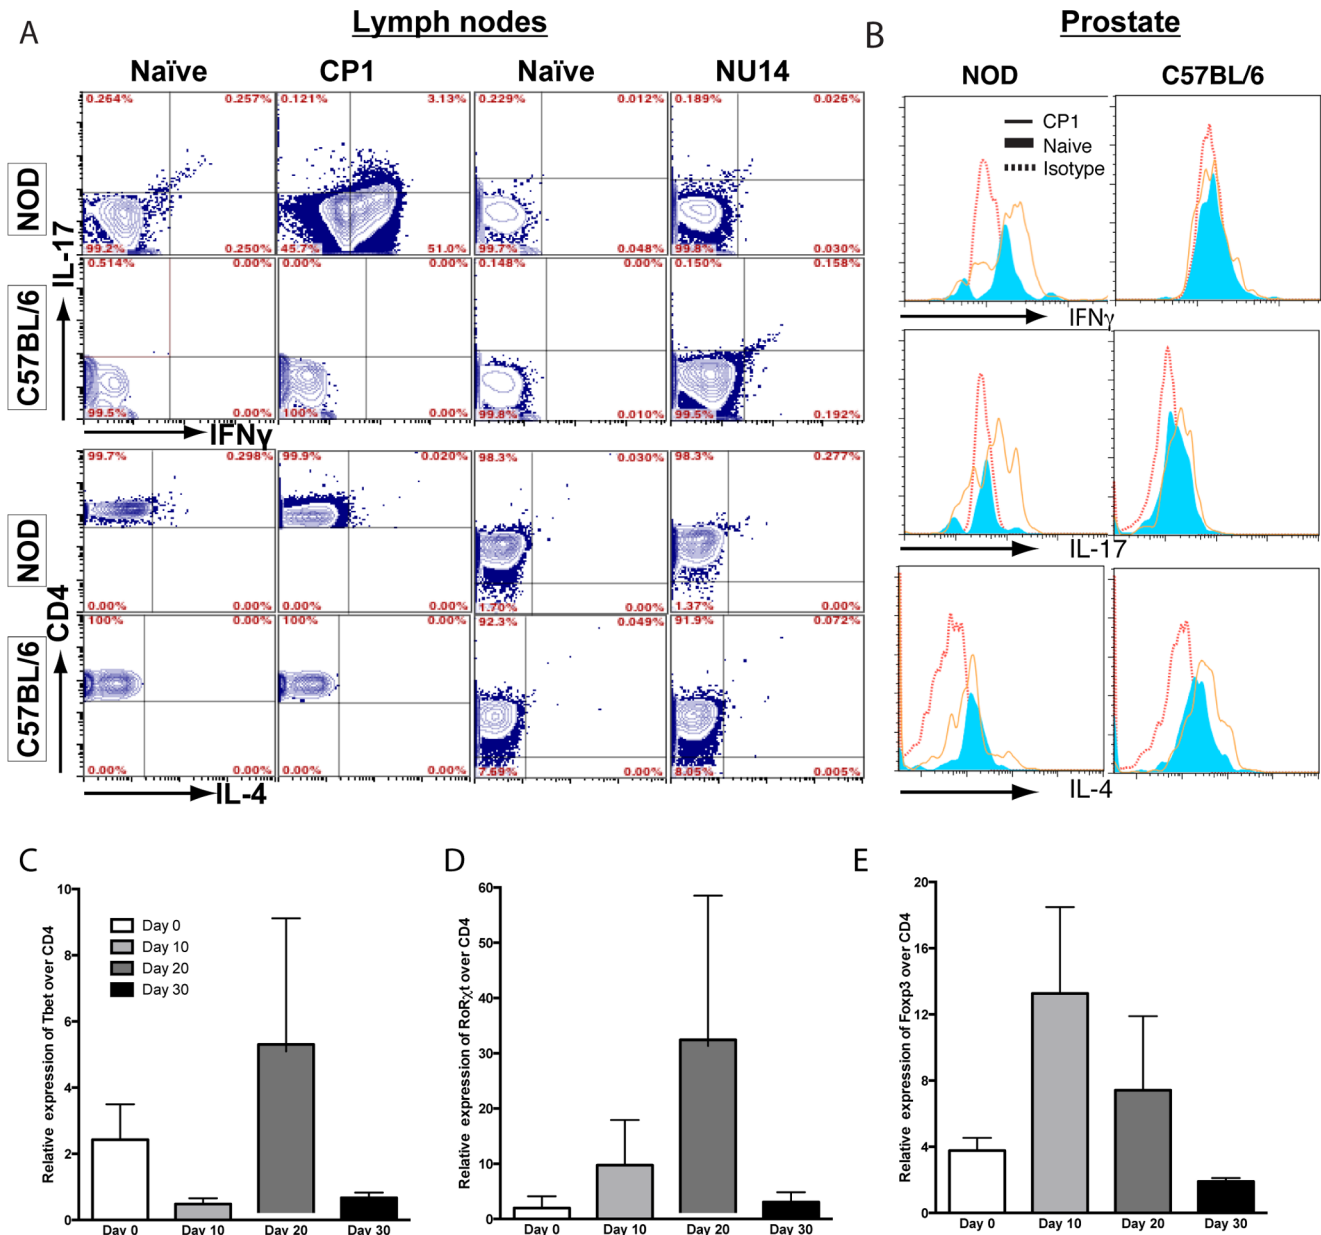 A
Lymph nodes
Naïve
CP1
Naïve
NU14
NOD
C57BL/6
IL-17
0.264%
0.257%
99.2%
0.250%
0.121%
3.13%
45.7%
51.0%
0.229%
0.012%
99.7%
0.048%
0.189%
0.026%
99.8%
0.030%
0.514%
0.00%
99.5%
0.00%
0.00%
0.00%
100%
0.00%
0.148%
0.00%
99.8%
0.010%
0.150%
0.158%
99.5%
0.192%
IFNγ
NOD
C57BL/6
CD4
99.7%
0.298%
0.00%
0.00%
99.9%
0.020%
0.00%
0.00%
98.3%
0.030%
1.70%
0.00%
98.3%
0.277%
1.37%
0.00%
100%
0.00%
0.00%
0.00%
100%
0.00%
0.00%
0.00%
92.3%
0.049%
7.69%
0.00%
91.9%
0.072%
8.05%
0.005%
IL-4
B
Prostate
NOD
C57BL/6
CP1
Naive
Isotype
IFNγ
IL-17
IL-4
C
Relative expression of Tbet over CD4
10
8
6
4
2
0
Day 0
Day 10
Day 20
Day 30
Day 0
Day 10
Day 20
Day 30
D
Relative expression of RoRχt over CD4
60
50
40
30
20
10
0
Day 0
Day 10
Day 20
Day 30
E
Relative expression of Foxp3 over CD4
20
16
12
8
4
0
Day 0
Day 10
Day 20
Day 30